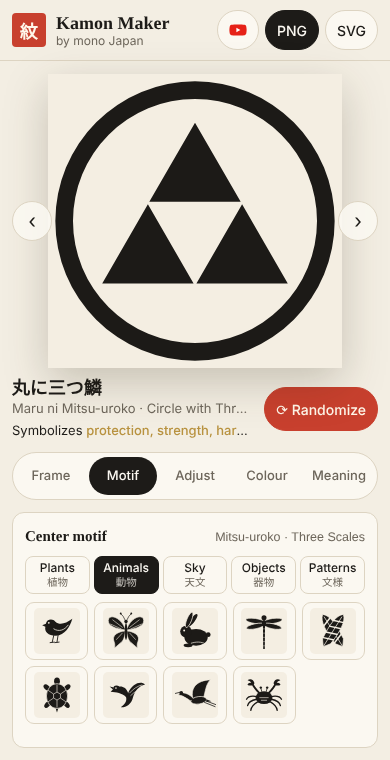 紋
Kamon Maker
by mono Japan
PNG
SVG
‹
›
丸に三つ鱗
Maru ni Mitsu-uroko · Circle with Thr...
Symbolizes protection, strength, har...
⟳ Randomize
Frame
Motif
Adjust
Colour
Meaning
Center motif
Mitsu-uroko · Three Scales
Plants
植物
Animals
動物
Sky
天文
Objects
器物
Patterns
文様